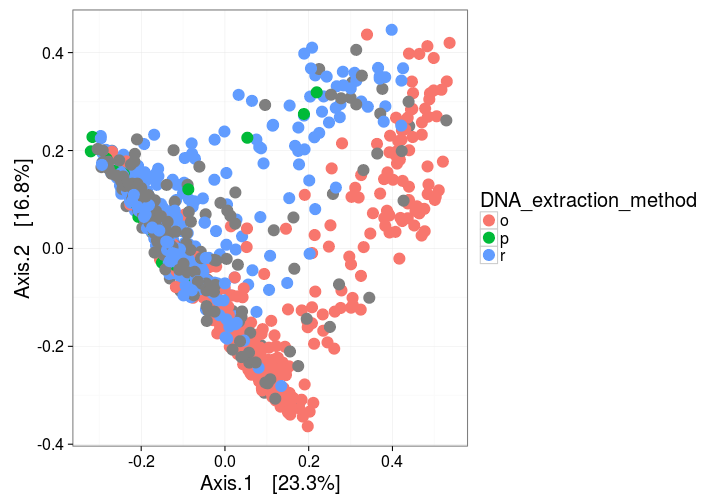 0.4
0.2
0.0
-0.2
-0.4
Axis.2 [16.8%]
-0.2 0.0 0.2 0.4
Axis.1 [23.3%]
DNA_extraction_method
o
p
r